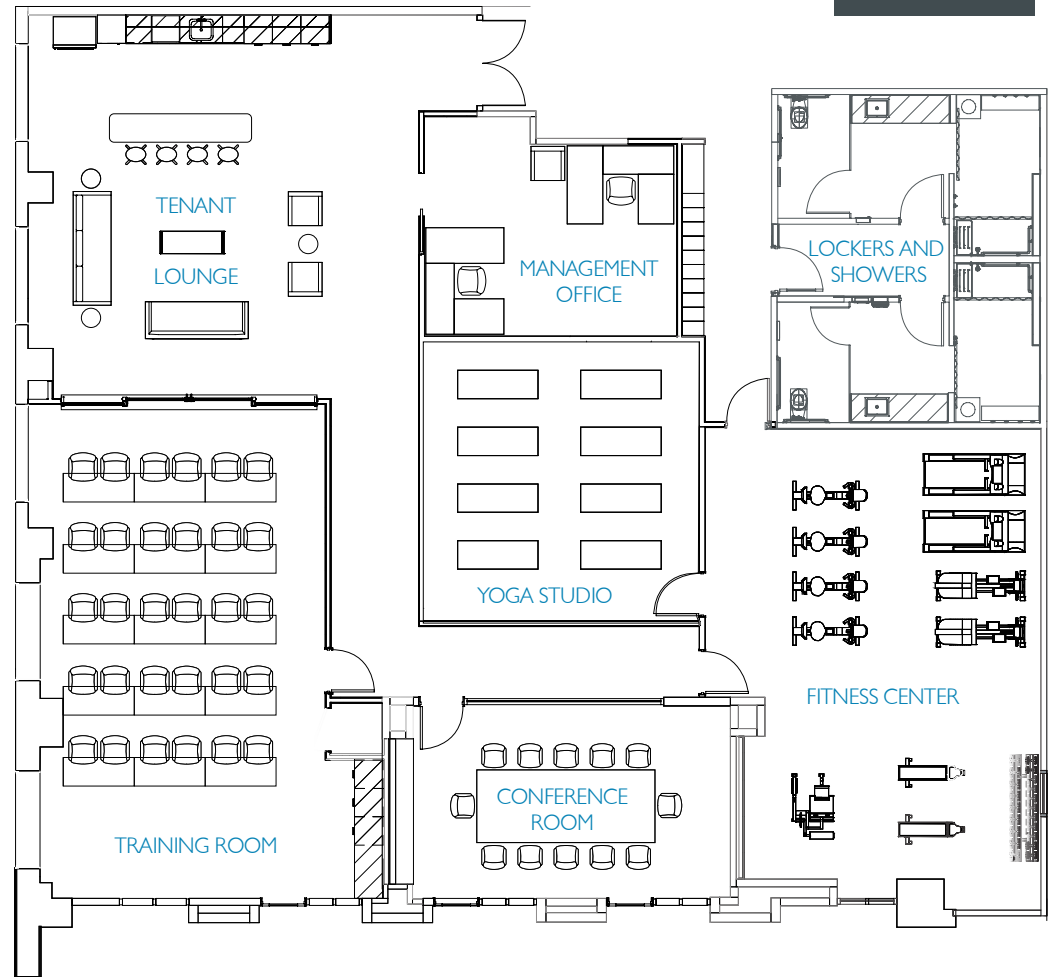 TENANT
LOUNGE
MANAGEMENT
OFFICE
LOCKERS AND
SHOWERS
YOGA STUDIO
FITNESS CENTER
CONFERENCE
ROOM
TRAINING ROOM